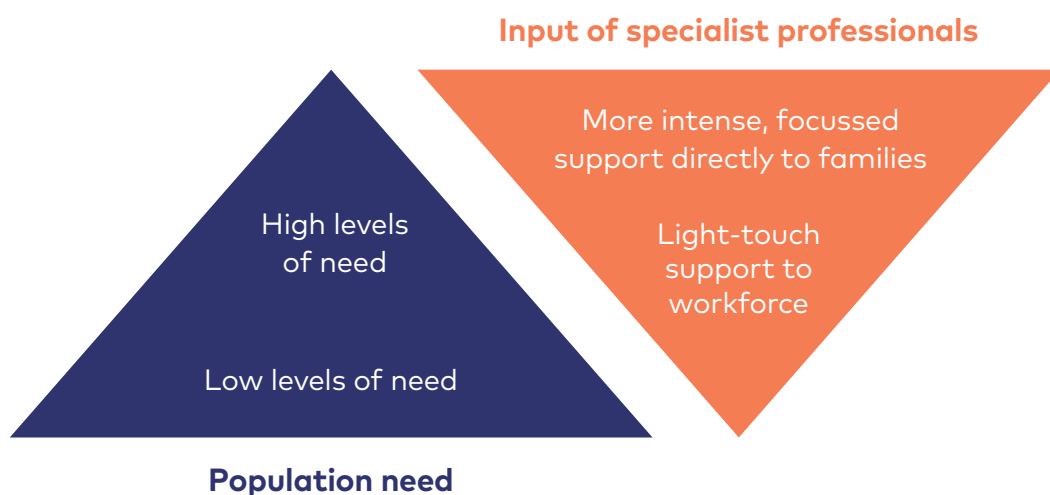 Input of specialist professionals
More intense, focussed
support directly to families
Light-touch
support to
workforce
High levels
of need
Low levels of need
Population need